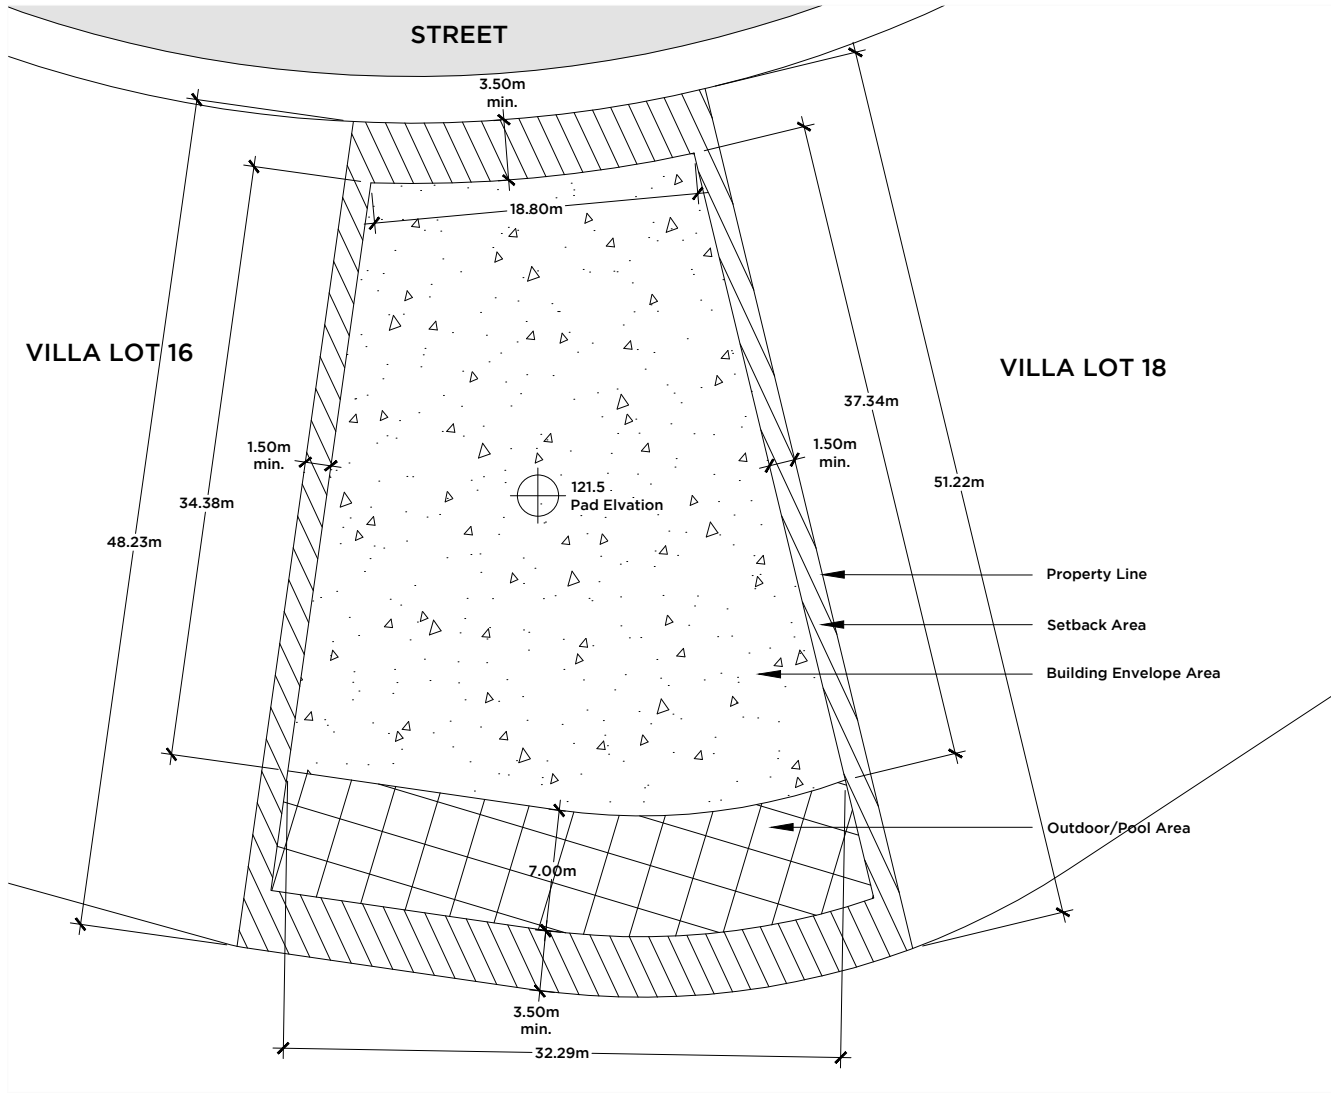 STREET
3.50m
min.
18.80m
VILLA LOT 16
VILLA LOT 18
37.34m
1.50m
min.
1.50m
min.
51.22m
121.5
Pad Elvation
34.38m
48.23m
Property Line
Setback Area
Building Envelope Area
Outdoor/Pool Area
7.00m
3.50m
min.
32.29m